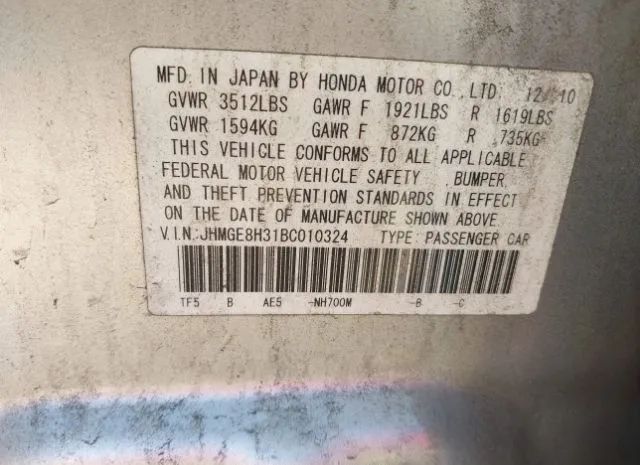 MFD. IN JAPAN BY HONDA MOTOR CO., LTD. 12/10
GVWR 3512LBS GAWR F 1921LBS R 1619LBS
GVWR 1594KG GAWR F 872KG R 735KG
THIS VEHICLE CONFORMS TO ALL APPLICABLE
FEDERAL MOTOR VEHICLE SAFETY, BUMPER,
AND THEFT PREVENTION STANDARDS IN EFFECT
ON THE DATE OF MANUFACTURE SHOWN ABOVE.
V.I.N.:JHMGE8H31BC010324 TYPE: PASSENGER CAR
TF5 B AE5 -NH700M -B -C